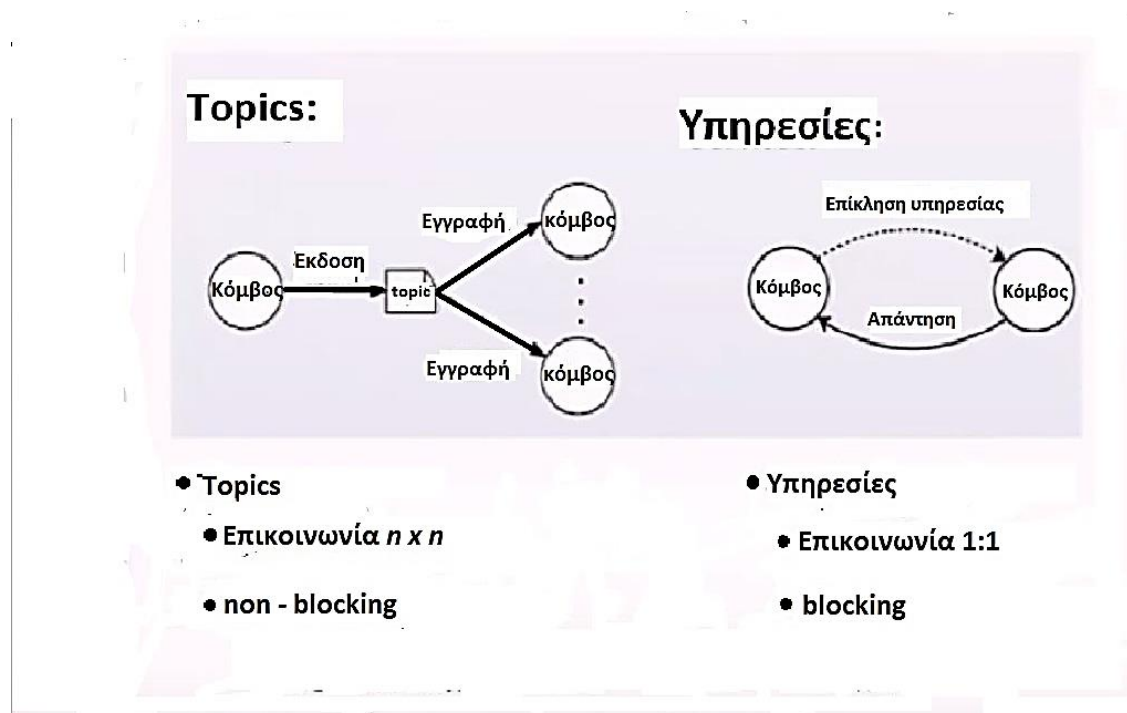 Topics:
Εγγραφή
κόμβος
Έκδοση
Κόμβος
topic
Εγγραφή
κόμβος
Υπηρεσίες:
Επίκληση υπηρεσίας
Κόμβος
Κόμβος
Απάντηση
• Topics
• Επικοινωνία n x n
• non - blocking
• Υπηρεσίες
• Επικοινωνία 1:1
• blocking